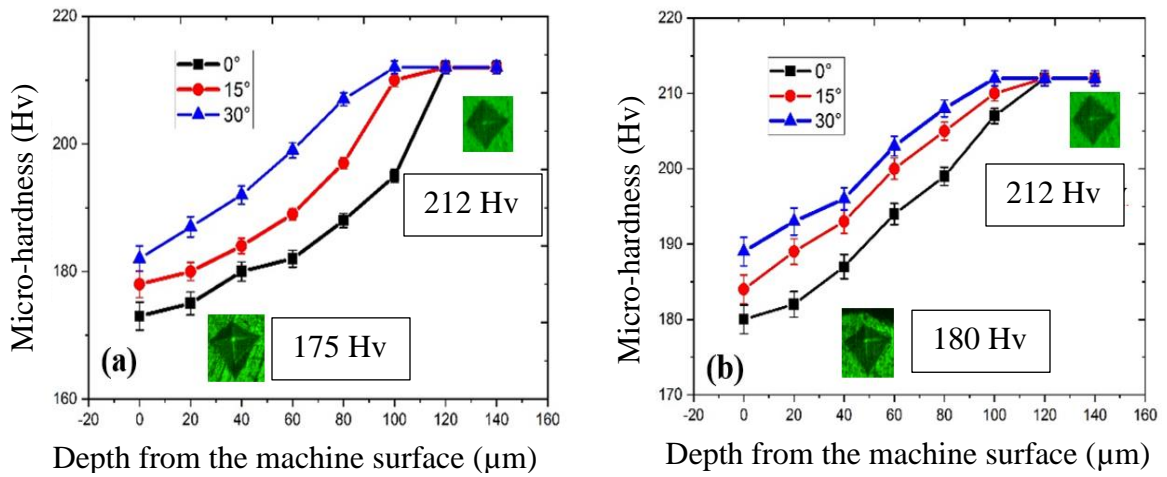 220
200
180
160
Micro-hardness (Hv)
0°
15°
30°
212 Hv
175 Hv
(a)
-20 0 20 40 60 80 100 120 140 160
Depth from the machine surface (µm)
220
210
200
190
180
170
Micro-hardness (Hv)
0°
15°
30°
212 Hv
180 Hv
(b)
-20 0 20 40 60 80 100 120 140 160
Depth from the machine surface (µm)